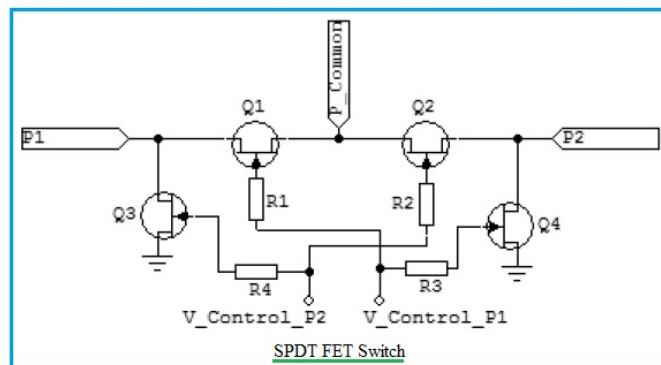 P_Common
Q1
Q2
P1
P2
R1
R2
Q3
Q4
R4
R3
V_Control_P2
V_Control_P1
SPDT FET Switch